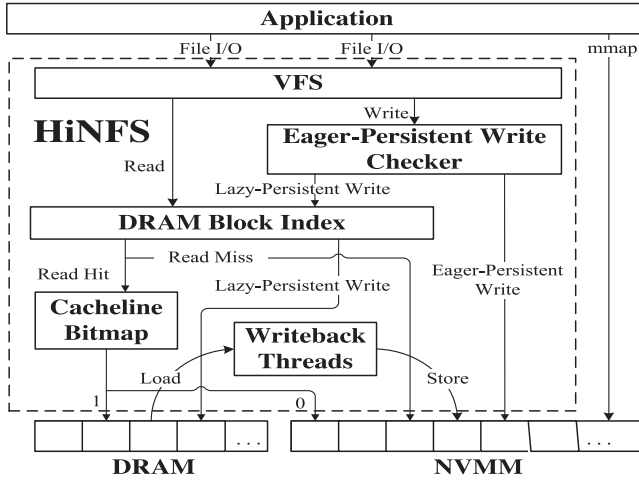 Application
File I/O File I/O mmap
VFS
HiNFS
Write
Eager-Persistent Write
Checker
Read
Lazy-Persistent Write
DRAM Block Index
Read Hit
Read Miss
Lazy-Persistent Write
Eager-Persistent
Write
Cacheline
Bitmap
Writeback
Threads
Load
Store
1
0
...
...
DRAM
NVMM